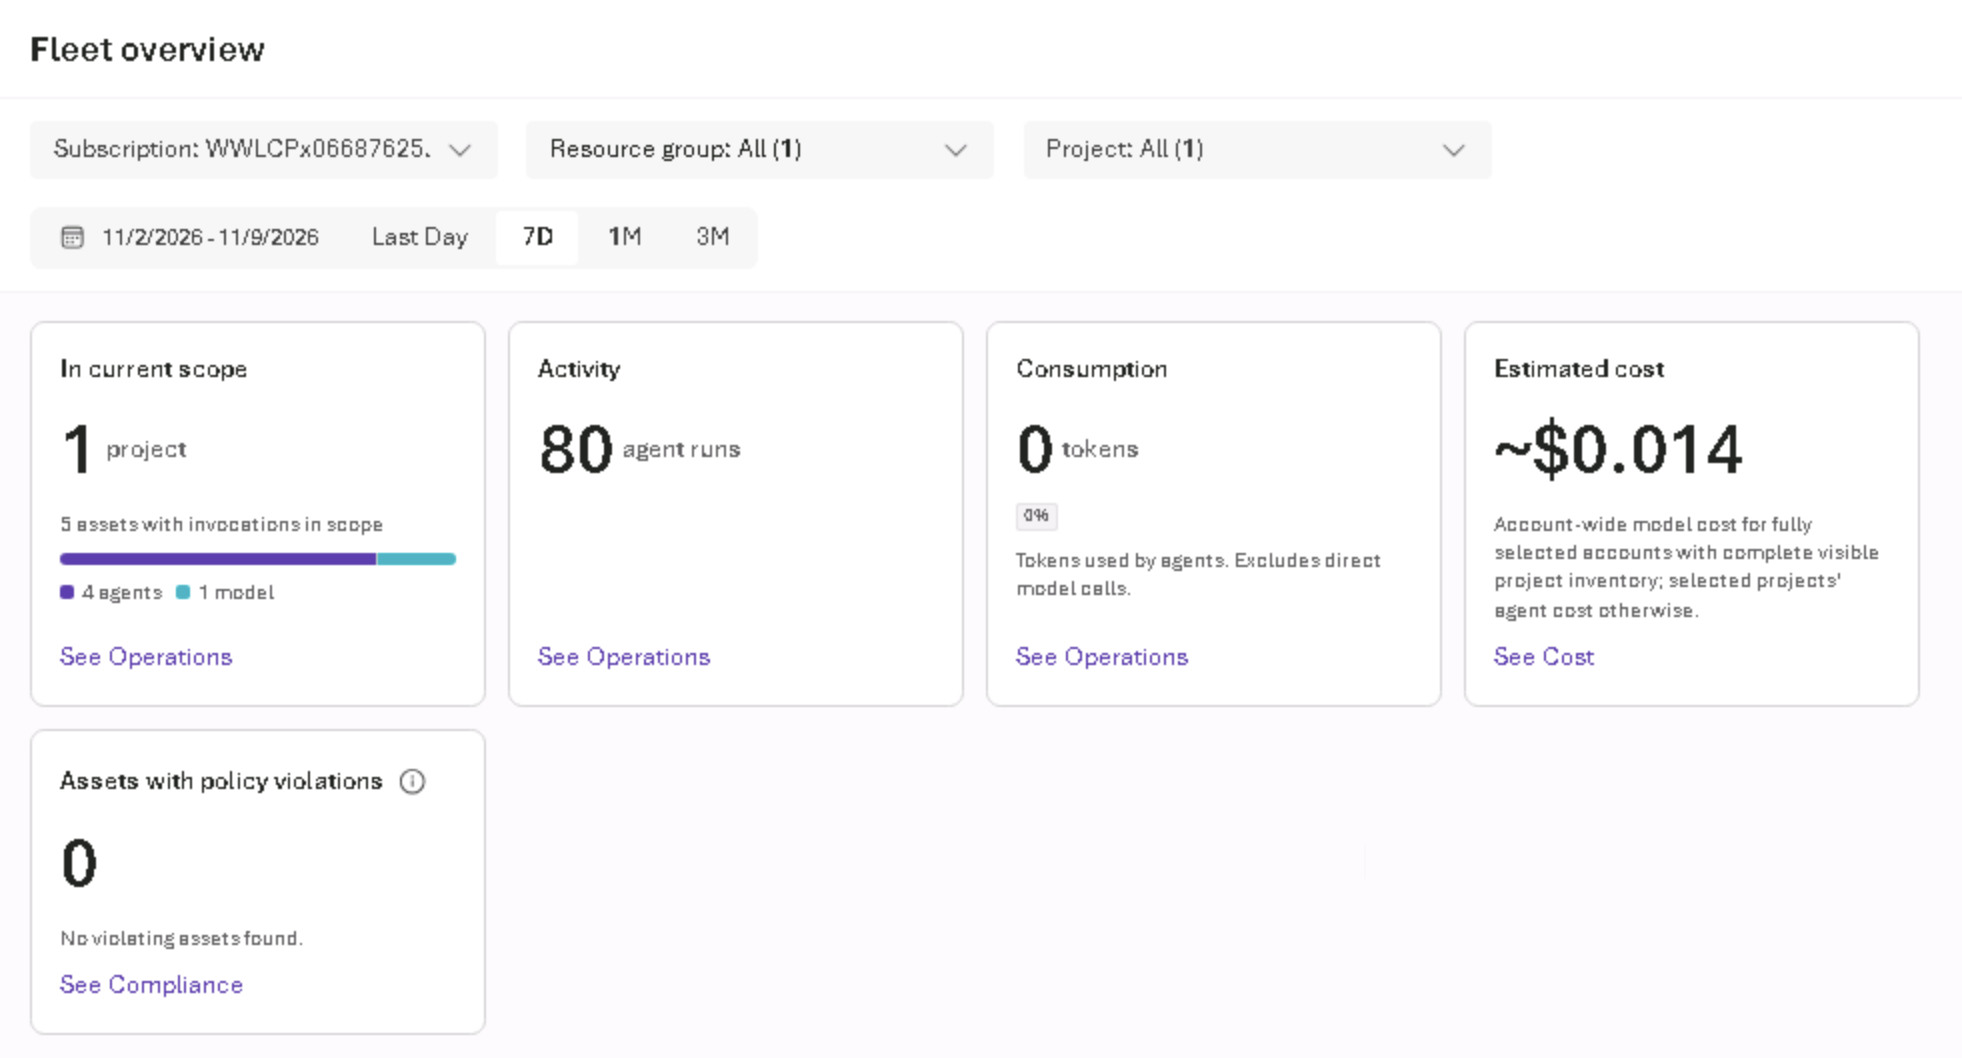 Fleet overview
Subscription: WWLCPx06687625.
Resource group: All (1)
Project: All (1)
11/2/2026 - 11/9/2026
Last Day
7D
1M
3M
In current scope
1 project
5 assets with invocations in scope
4 agents
1 model
See Operations
Activity
80 agent runs
See Operations
Consumption
0 tokens
0%
Tokens used by agents. Excludes direct
model calls.
See Operations
Estimated cost
~$0.014
Account-wide model cost for fully
selected accounts with complete visible
project inventory; selected projects'
agent cost otherwise.
See Cost
Assets with policy violations
0
No violating assets found.
See Compliance